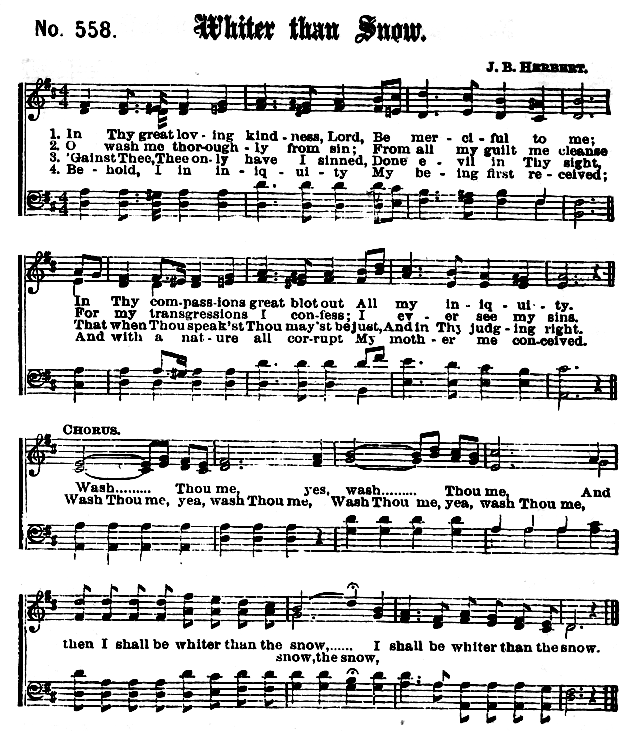 No. 558. Whiter than Snow.
J. B. HERBERT.
1. In Thy great lov - ing kind - ness, Lord, Be mer - ci - ful to me;
2. O wash me thor-ough - ly from sin; From all my guilt me cleanse
3. 'Gainst Thee, Thee on - ly have I sinned, Done e - vil in Thy sight,
4. Be - hold, I in in - iq - ui - ty My be - ing first re - ceived;
In Thy com-pass-ions great blot out All my in - iq - ui - ty.
For my transgressions I con-fess; I ev - er see my sins.
That when Thou speak'st Thou may'st be just, And in Thy judg - ing right.
And with a nat - ure all cor-rupt My moth - er me con-ceived.
CHORUS.
Wash......... Thou me, yes, wash......... Thou me, And
Wash Thou me, yea, wash Thou me, Wash Thou me, yea, wash Thou me,
then I shall be whiter than the snow,...... I shall be whiter than the snow.
snow, the snow,